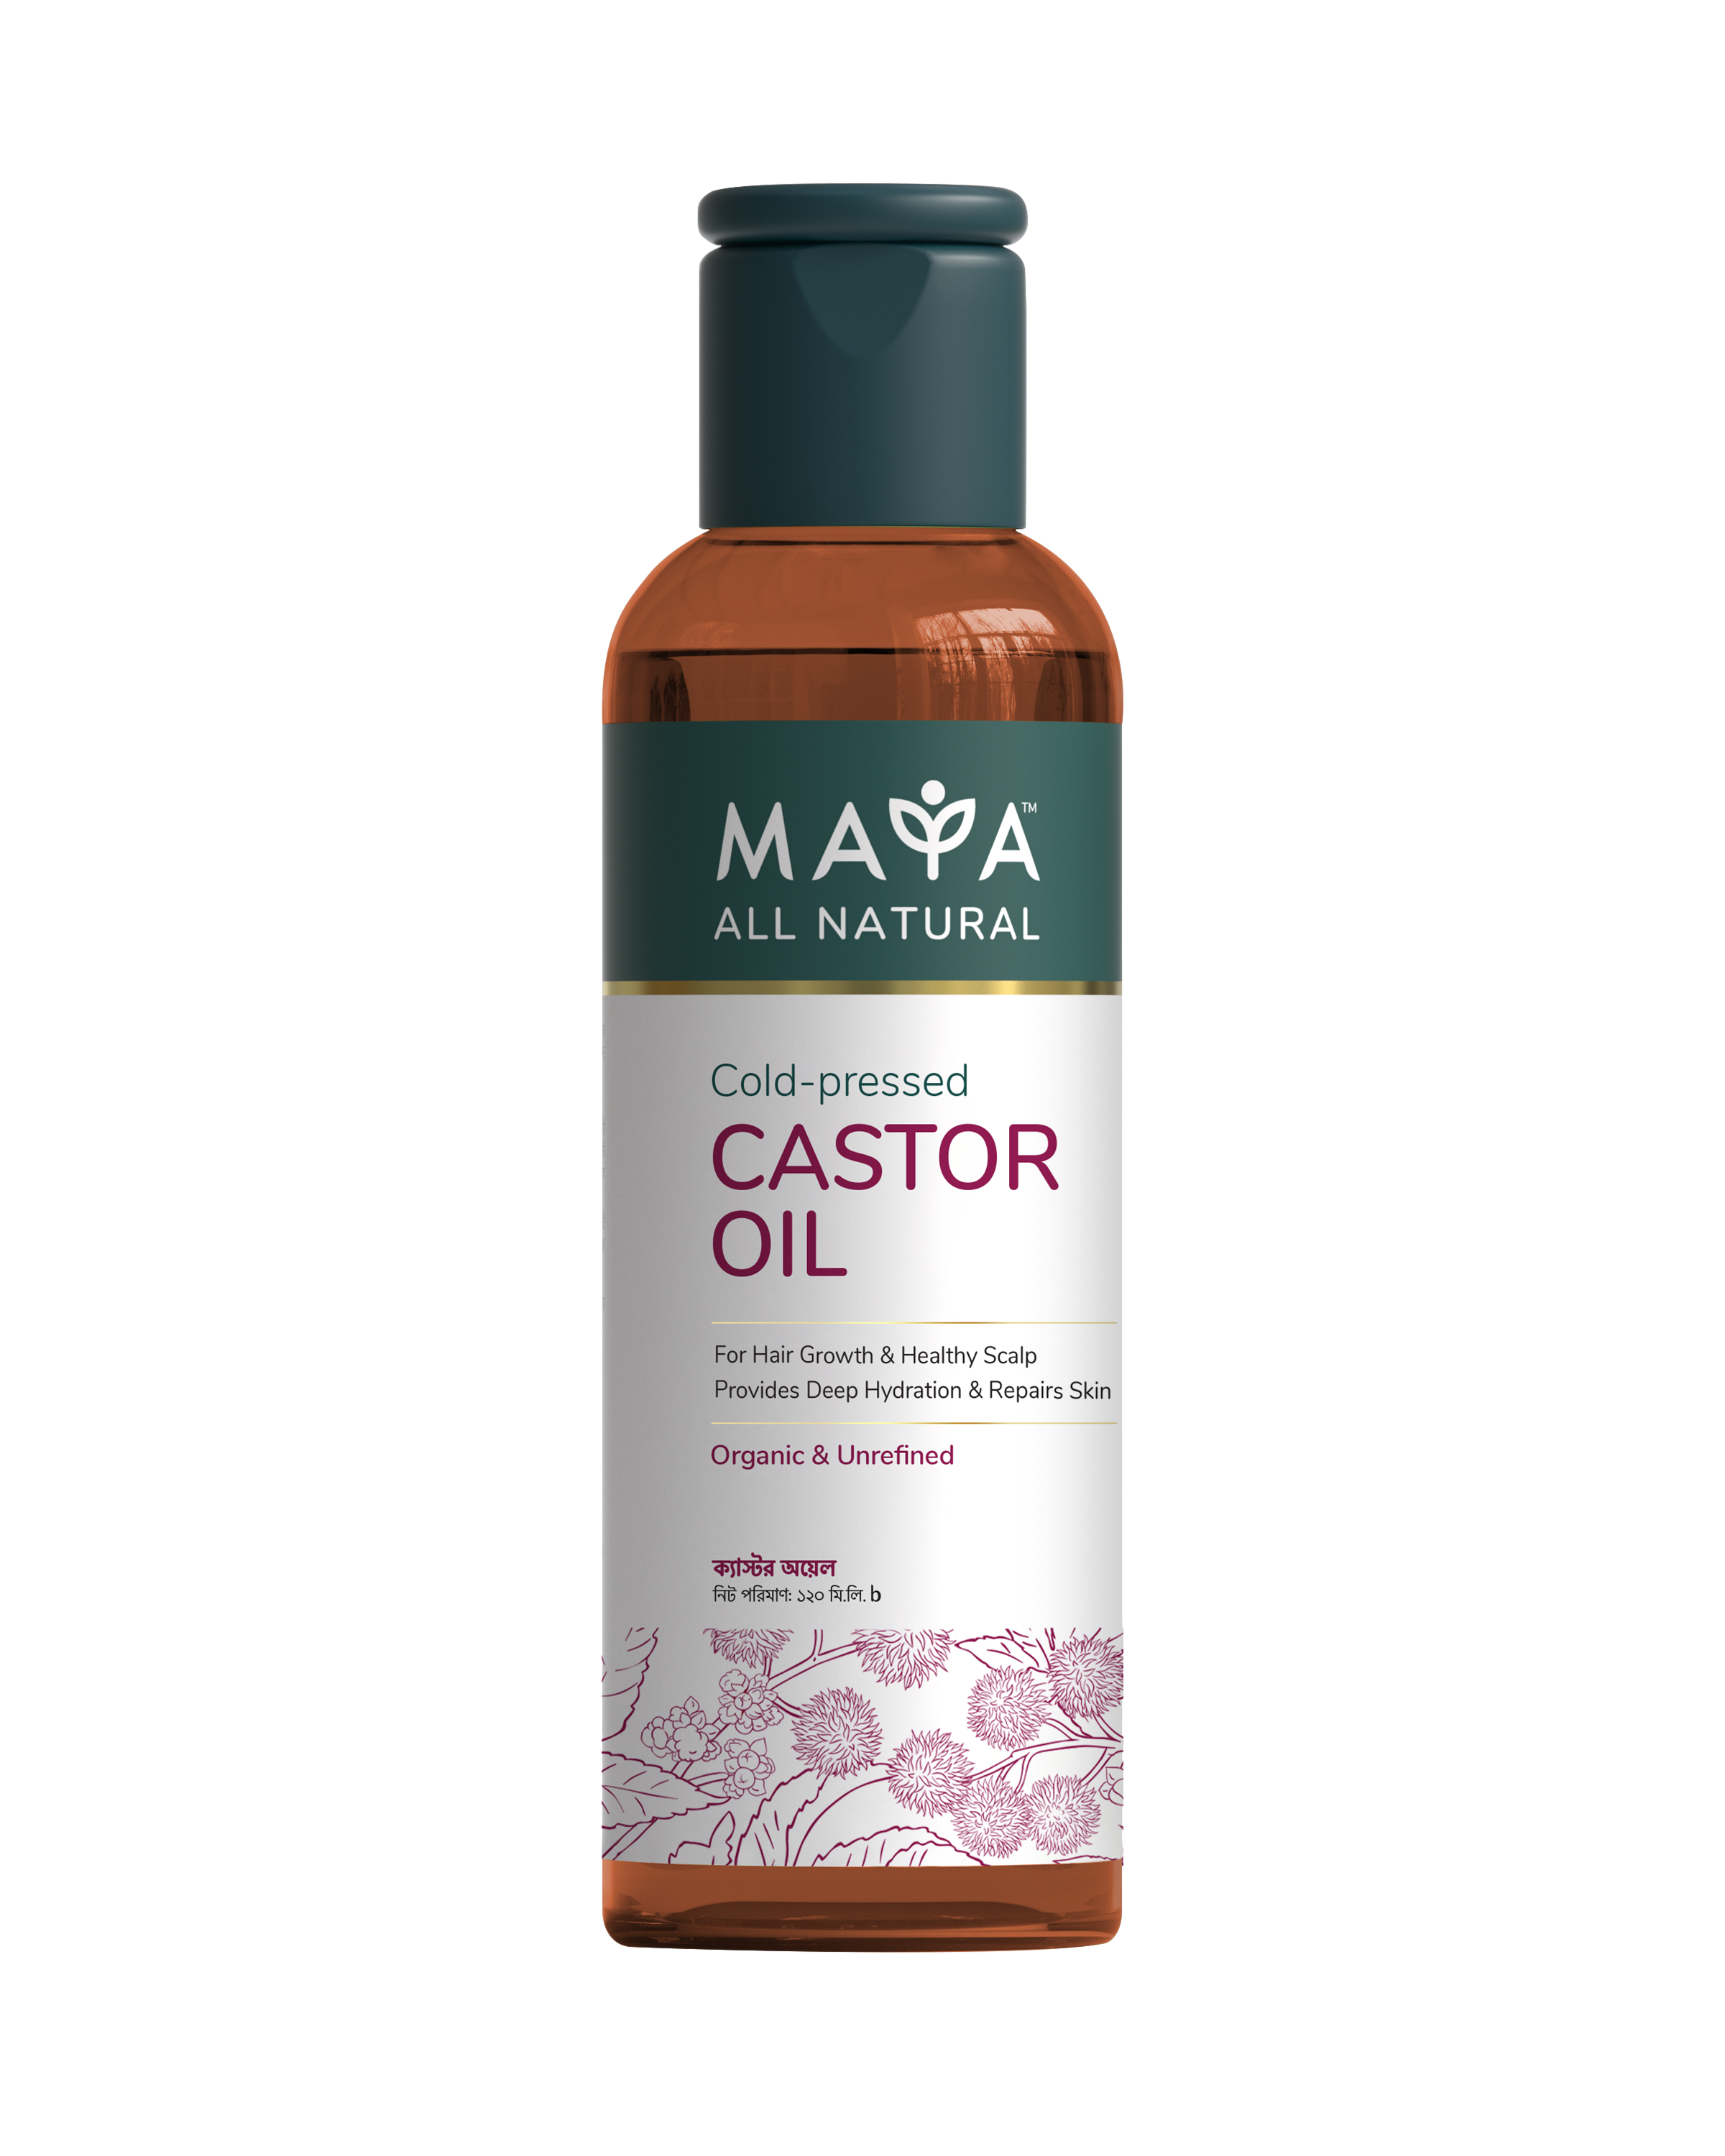 MAYA™
ALL NATURAL
Cold-pressed
CASTOR
OIL
For Hair Growth & Healthy Scalp
Provides Deep Hydration & Repairs Skin
Organic & Unrefined
ক্যাস্টর অয়েল
নিট পরিমাণ: ১২০ মি.লি. b